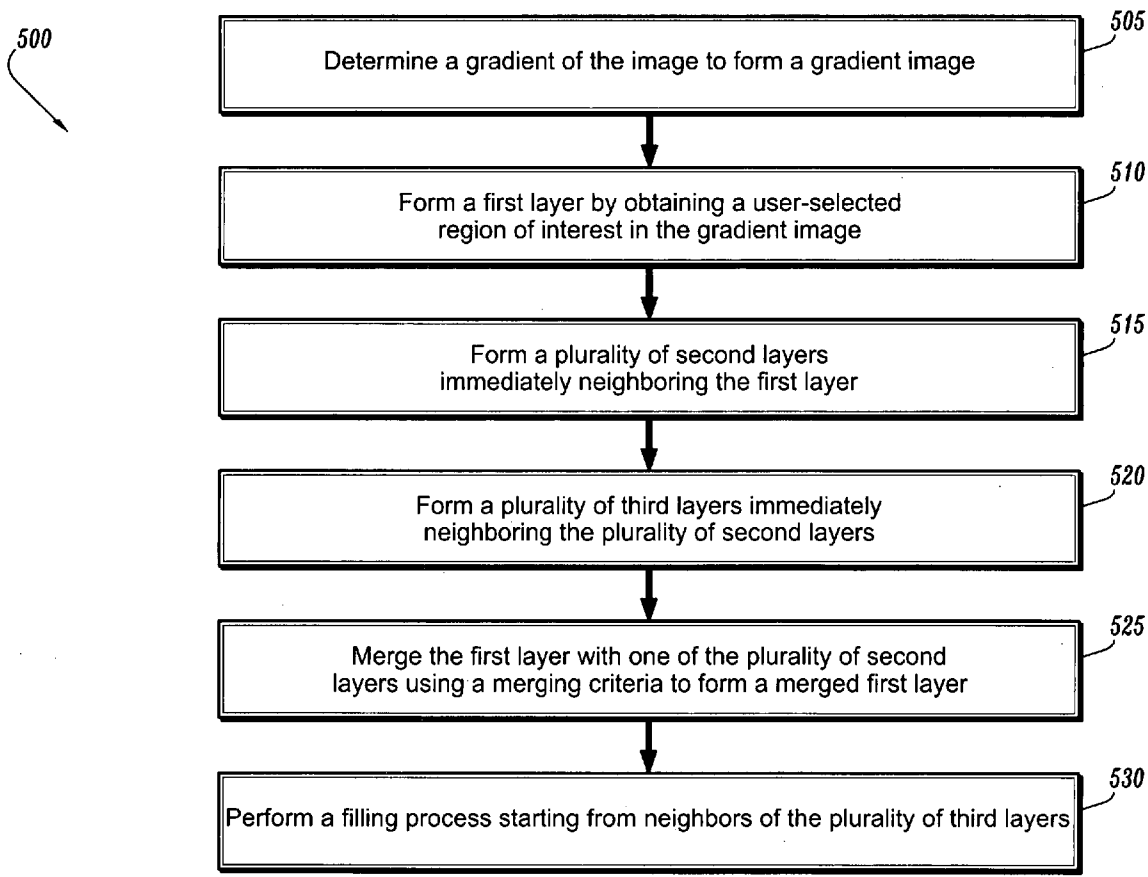 500
505
Determine a gradient of the image to form a gradient image
510
Form a first layer by obtaining a user-selected
region of interest in the gradient image
515
Form a plurality of second layers
immediately neighboring the first layer
520
Form a plurality of third layers immediately
neighboring the plurality of second layers
525
Merge the first layer with one of the plurality of second
layers using a merging criteria to form a merged first layer
530
Perform a filling process starting from neighbors of the plurality of third layers